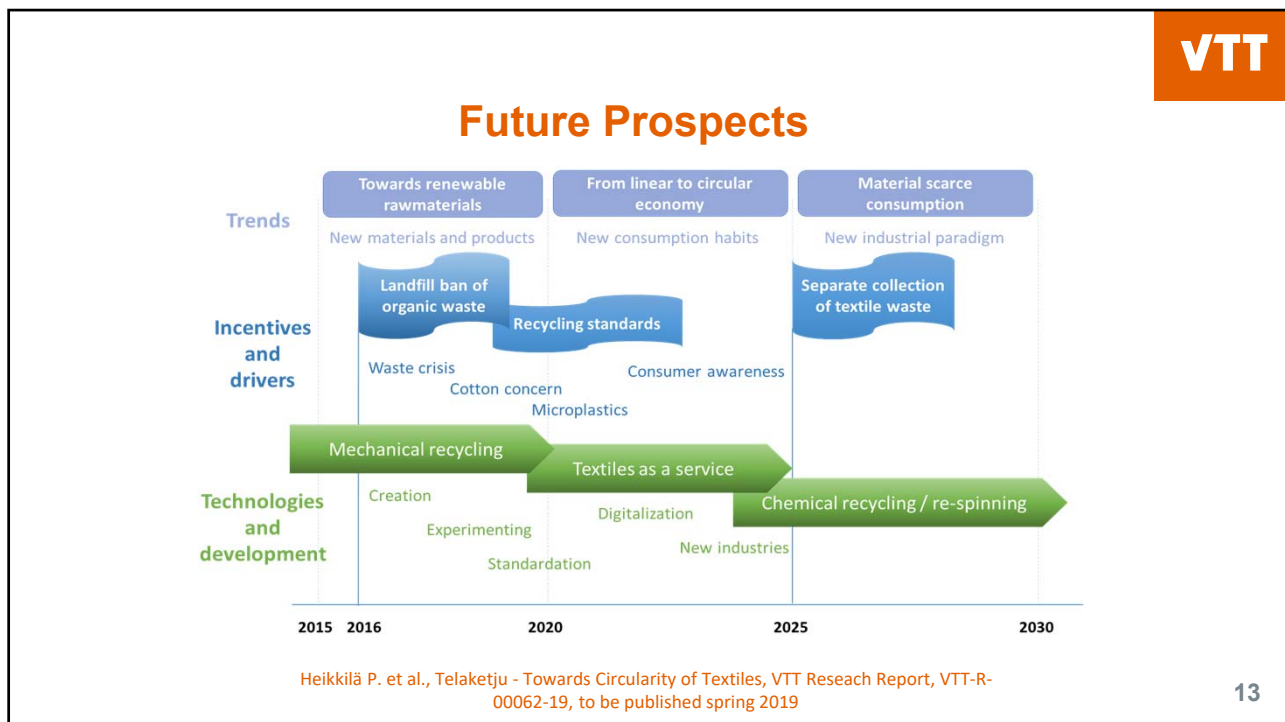 VTT
Future Prospects
Trends
Towards renewable
rawmaterials
From linear to circular
economy
Material scarce
consumption
New materials and products
New consumption habits
New industrial paradigm
Incentives
and
drivers
Landfill ban of
organic waste
Recycling standards
Separate collection
of textile waste
Waste crisis
Cotton concern
Microplastics
Consumer awareness
Technologies
and
development
Mechanical recycling
Textiles as a service
Chemical recycling / re-spinning
Creation
Experimenting
Standardation
Digitalization
New industries
2015
2016
2020
2025
2030
Heikkilä P. et al., Telaketju - Towards Circularity of Textiles, VTT Reseach Report, VTT-R-
00062-19, to be published spring 2019
13